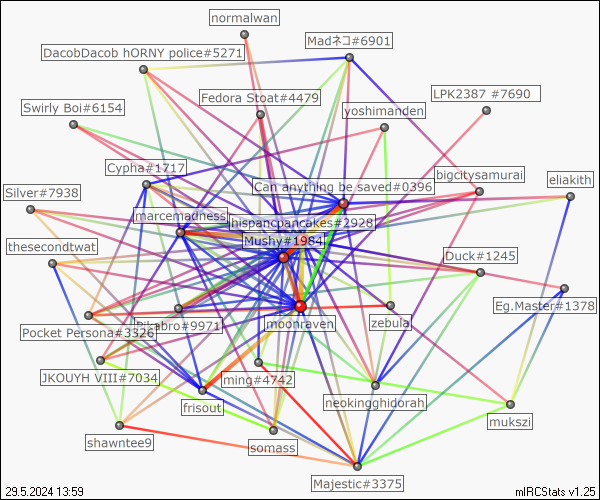 normalwan
Madネコ#6901
DacobDacob hORNY police#5271
LPK2387 #7690
Fedora Stoat#4479
Swirly Boi#6154
yoshimanden
Cypha#1717
bigcitysamurai
eliakith
Can anything be saved#0396
Silver#7938
marcemadness
hispancpancakes#2928
Mushy#1984
thesecondtwat
Duck#1245
Eg.Master#1378
Pikabro#9971
moonraven
zebula
Pocket Persona#3326
JKOUYH VIII#7034
ming#4742
frisout
neokingghidorah
mukszi
shawntee9
somass
Majestic#3375
29.5.2024 13:59
mIRCStats v1.25